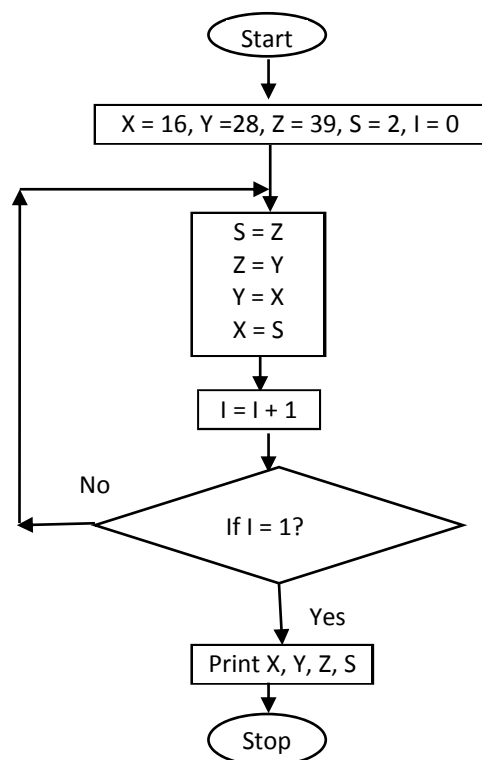 Start
X = 16, Y =28, Z = 39, S = 2, I = 0
S = Z
Z = Y
Y = X
X = S
I = I + 1
No
If I = 1?
Yes
Print X, Y, Z, S
Stop